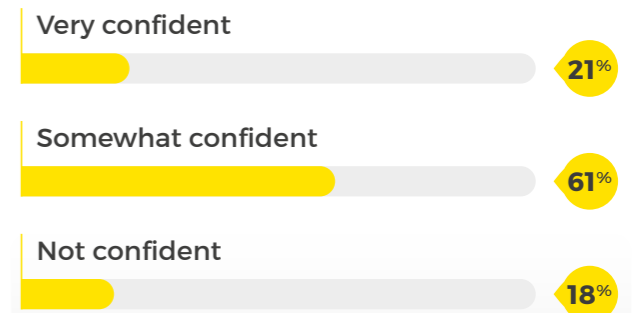 Very confident
21%
Somewhat confident
61%
Not confident
18%